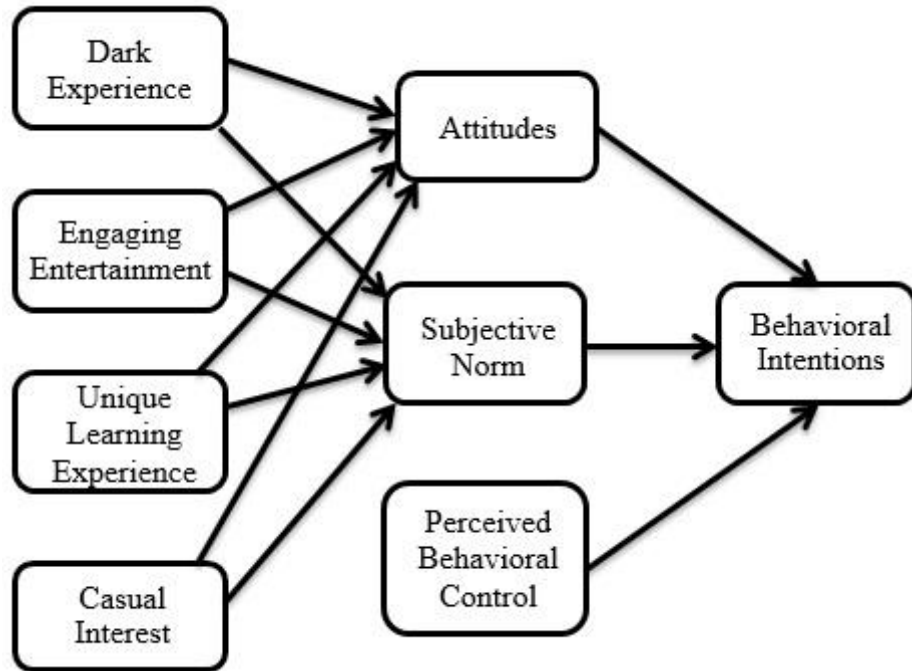 Dark
Experience
Engaging
Entertainment
Unique
Learning
Experience
Casual
Interest
Attitudes
Subjective
Norm
Perceived
Behavioral
Control
Behavioral
Intentions